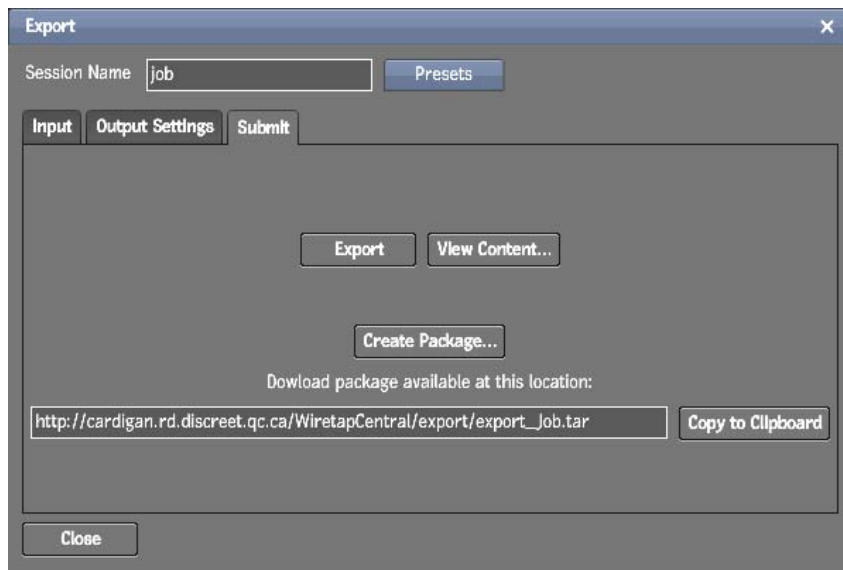 Export
Session Name job Presets
Input Output Settings Submit
Export View Content...
Create Package...
Dowload package available at this location:
http://cardigan.rd.discreet.qc.ca/WiretapCentral/export/export_Job.tar Copy to Clipboard
Close